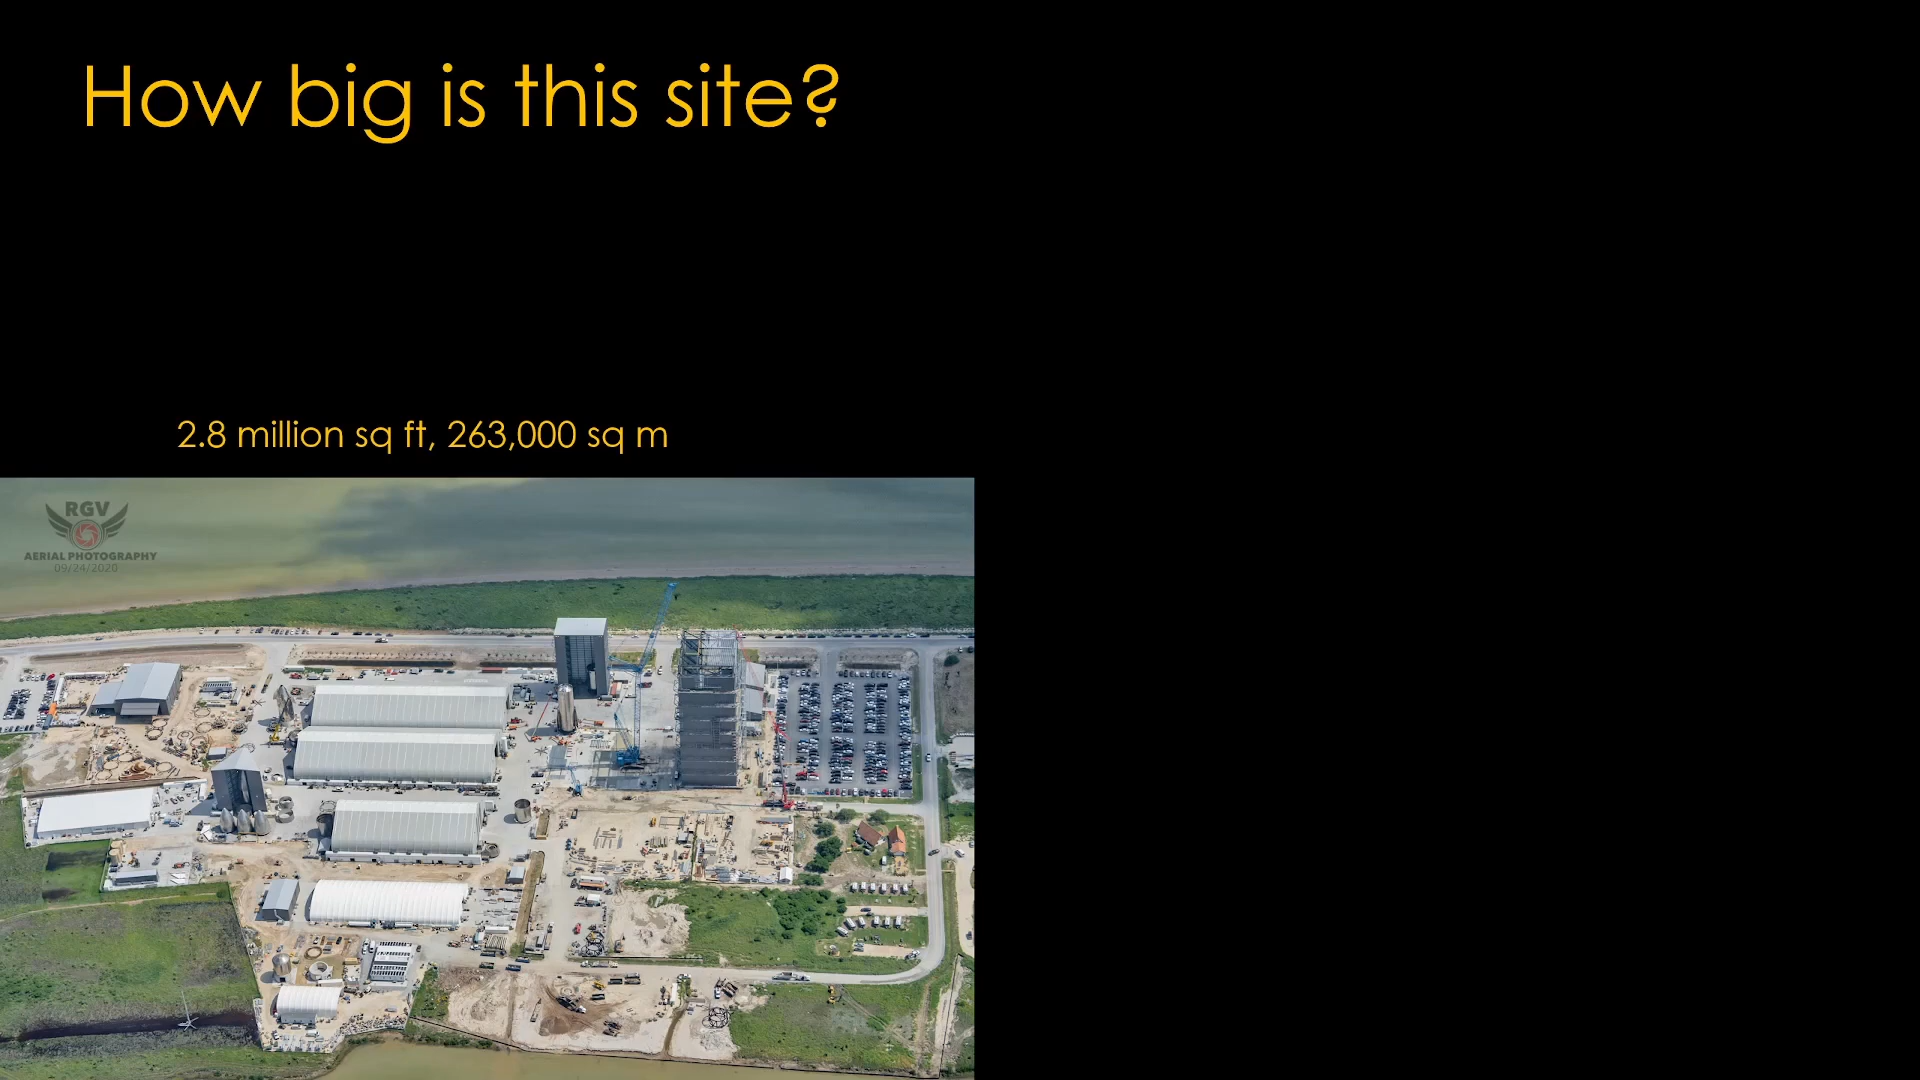 How big is this site?
2.8 million sq ft, 263,000 sq m
RGV
AERIAL PHOTOGRAPHY
09/24/2020